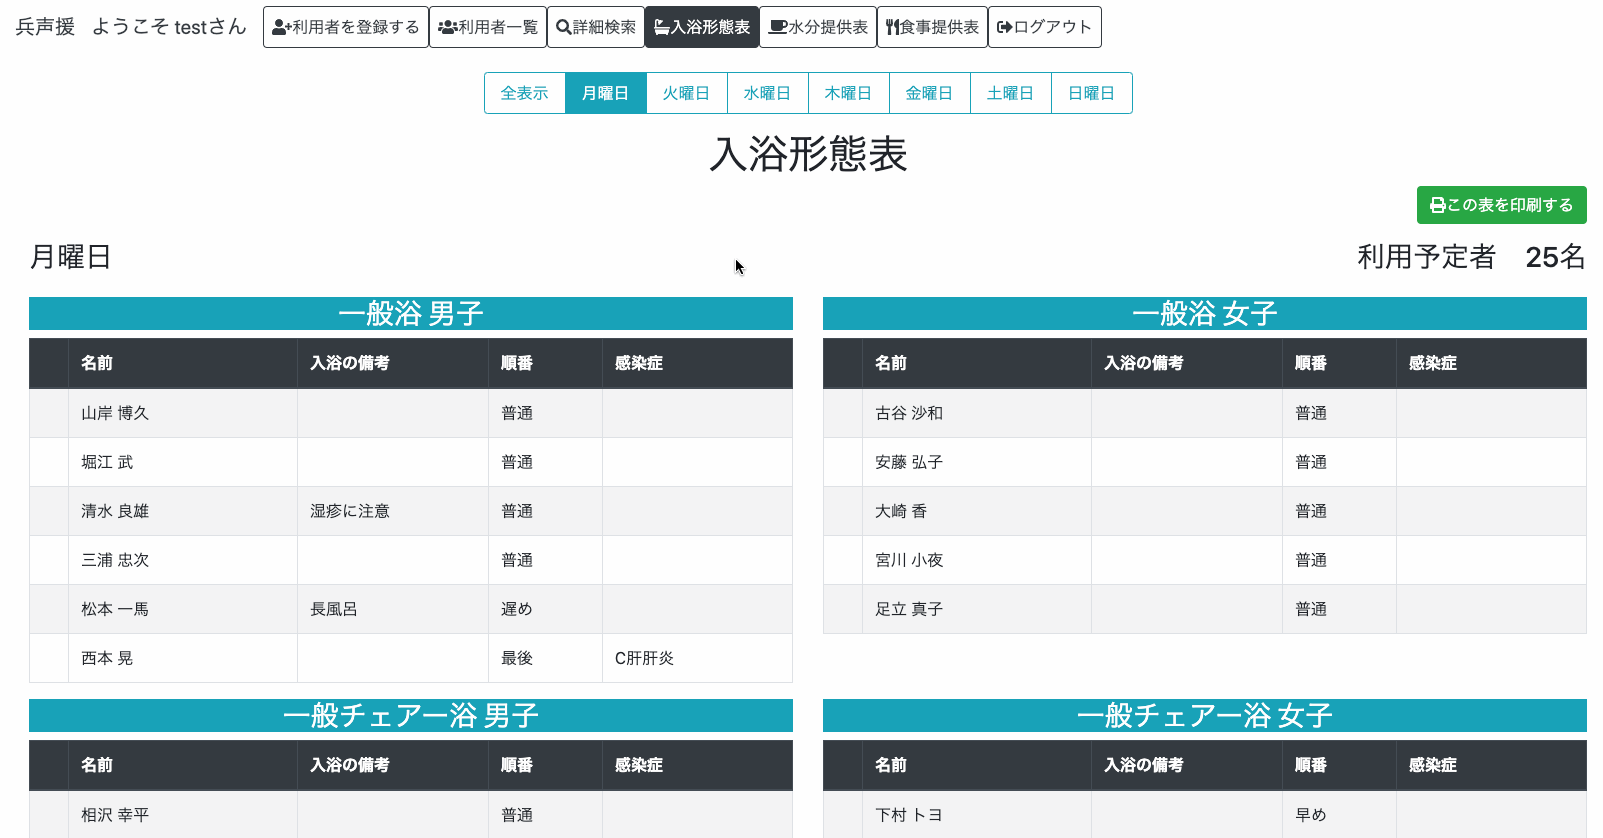 兵声援 ようこそ testさん 利用者を登録する 利用者一覧 詳細検索 入浴形態表 水分提供表 食事提供表 ログアウト
全表示 月曜日 火曜日 水曜日 木曜日 金曜日 土曜日 日曜日
入浴形態表
この表を印刷する
月曜日 利用予定者 25名
一般浴 男子
名前 入浴の備考 順番 感染症
山岸 博久 普通
堀江 武 普通
清水 良雄 湿疹に注意 普通
三浦 忠次 普通
松本 一馬 長風呂 遅め
西本 晃 最後 C肝肝炎
一般浴 女子
名前 入浴の備考 順番 感染症
古谷 沙和 普通
安藤 弘子 普通
大崎 香 普通
宮川 小夜 普通
足立 真子 普通
一般チェアー浴 男子
名前 入浴の備考 順番 感染症
相沢 幸平 普通
一般チェアー浴 女子
名前 入浴の備考 順番 感染症
下村 トヨ 早め